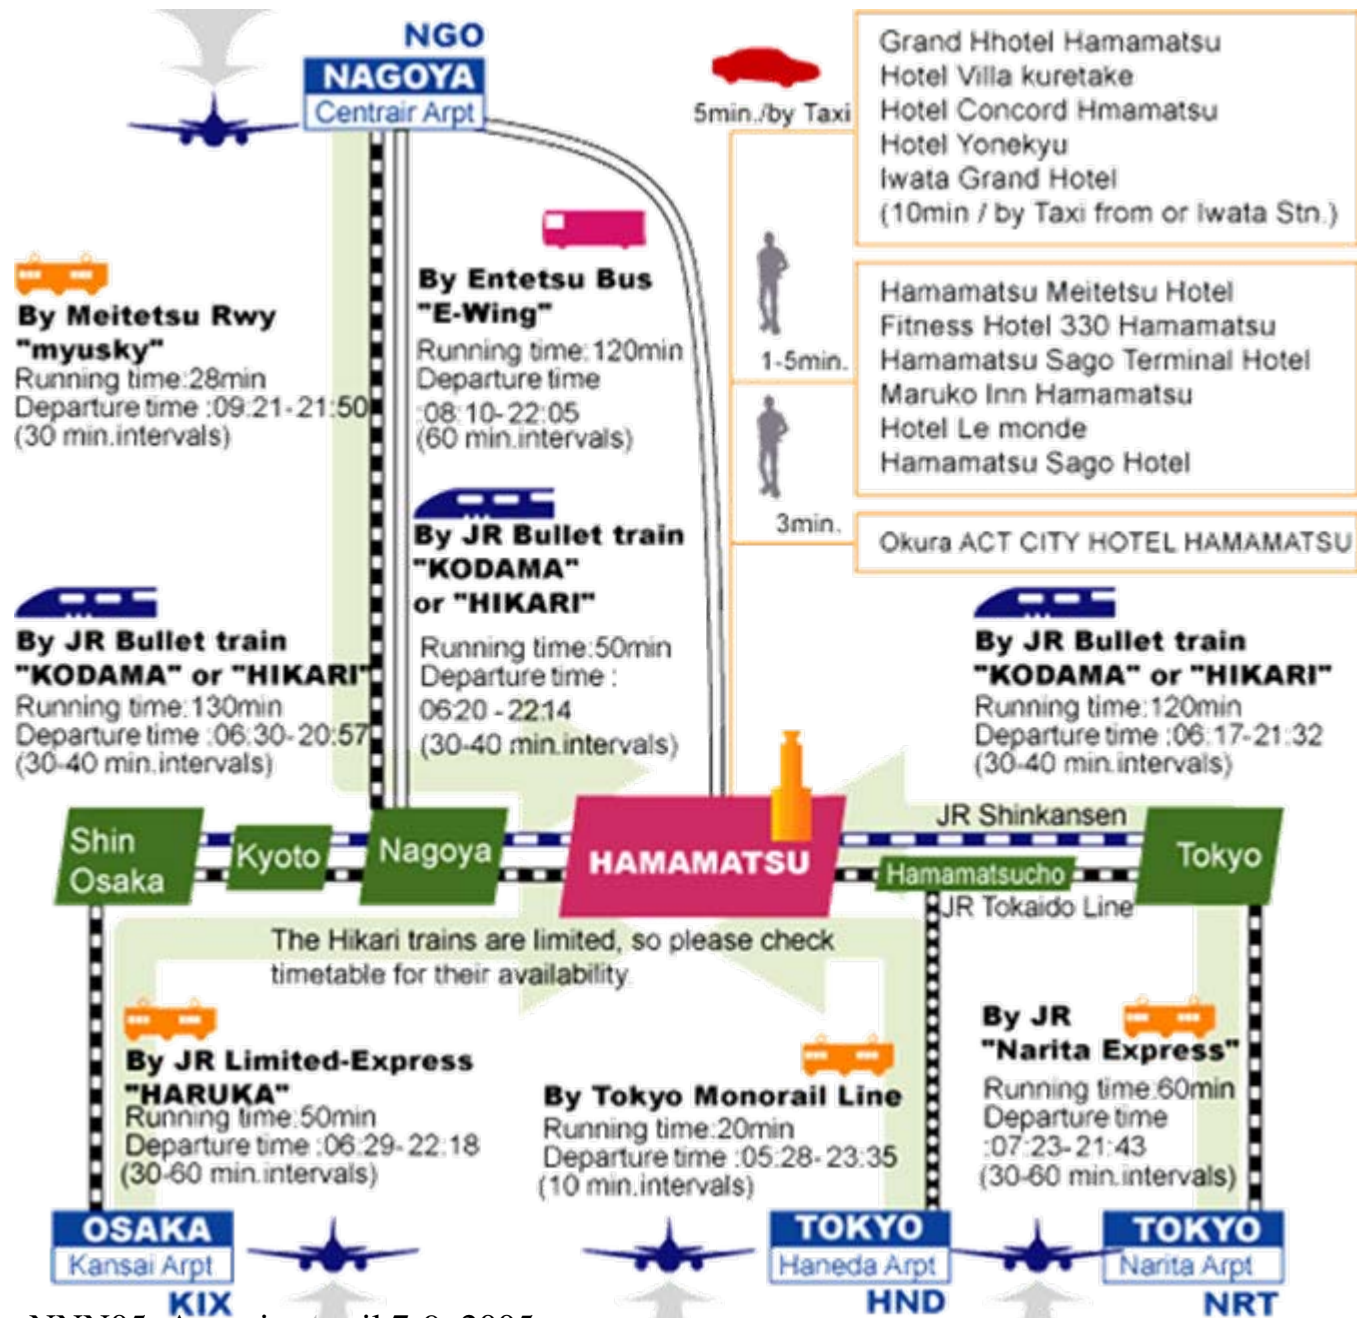 NGO
NAGOYA
Centrair Arpt
5min./by Taxi
Grand Hhotel Hamamatsu
Hotel Villa kuretake
Hotel Concord Hmamatsu
Hotel Yonekyu
Iwata Grand Hotel
(10min / by Taxi from or Iwata Stn.)
1-5min.
Hamamatsu Meitetsu Hotel
Fitness Hotel 330 Hamamatsu
Hamamatsu Sago Terminal Hotel
Maruko Inn Hamamatsu
Hotel Le monde
Hamamatsu Sago Hotel
3min.
Okura ACT CITY HOTEL HAMAMATSU
By Meitetsu Rwy
"myusky"
Running time:28min
Departure time :09:21-21:50
(30 min.intervals)
By Entetsu Bus
"E-Wing"
Running time:120min
Departure time
:08:10-22:05
(60 min.intervals)
By JR Bullet train
"KODAMA"
or "HIKARI"
Running time:50min
Departure time :
06:20 -22:14
(30-40 min.intervals)
By JR Bullet train
"KODAMA" or "HIKARI"
Running time:130min
Departure time :06:30-20:57
(30-40 min.intervals)
By JR Bullet train
"KODAMA" or "HIKARI"
Running time:120min
Departure time :06:17-21:32
(30-40 min.intervals)
JR Shinkansen
Shin
Osaka
Kyoto
Nagoya
HAMAMATSU
Hamamatsucho
Tokyo
JR Tokaido Line
The Hikari trains are limited, so please check
timetable for their availability.
By JR Limited-Express
"HARUKA"
Running time:50min
Departure time :06:29-22:18
(30-60 min.intervals)
By Tokyo Monorail Line
Running time:20min
Departure time :05:28-23:35
(10 min.intervals)
By JR
"Narita Express"
Running time:60min
Departure time
:07:23-21:43
(30-60 min.intervals)
OSAKA
Kansai Arpt
KIX
TOKYO
Haneda Arpt
HND
TOKYO
Narita Arpt
NRT